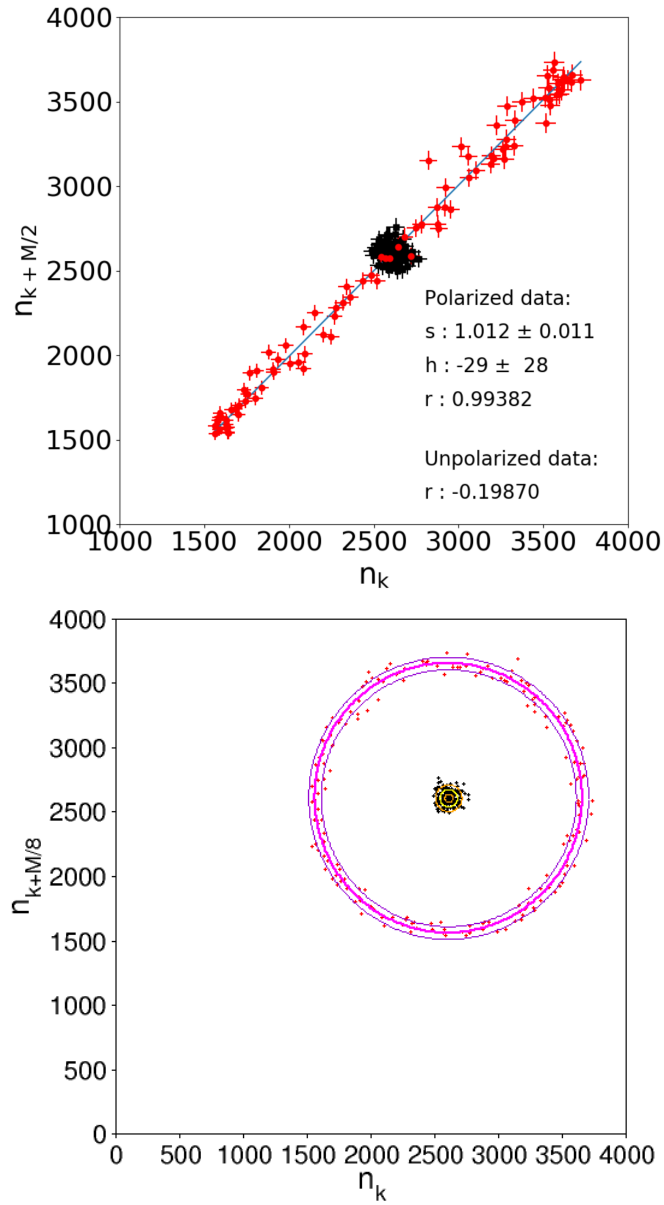 4000
3500
3000
2500
2000
1500
1000
n_k + M/2
Polarized data:
s : 1.012 ± 0.011
h : -29 ± 28
r : 0.99382
Unpolarized data:
r : -0.19870
1000 1500 2000 2500 3000 3500 4000
n_k
4000
3500
3000
2500
2000
1500
1000
500
0
n_k+M/8
0 500 1000 1500 2000 2500 3000 3500 4000
n_k